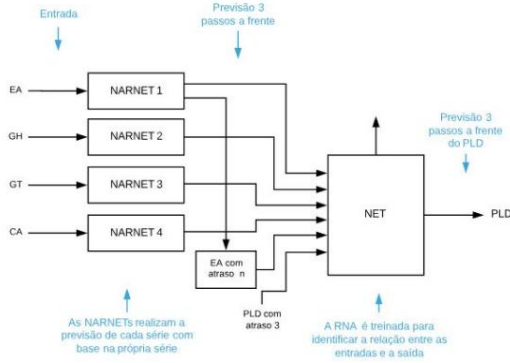 Entrada
Previsão 3
passos a frente
EA
NARNET 1
GH
NARNET 2
GT
NARNET 3
CA
NARNET 4
Previsão 3
passos a frente
do PLD
NET
PLD
EA com
atraso n
PLD com
atraso 3
As NARNETs realizam a
previsão de cada série com
base na própria série
A RNA é treinada para
identificar a relação entre as
entradas e a saída